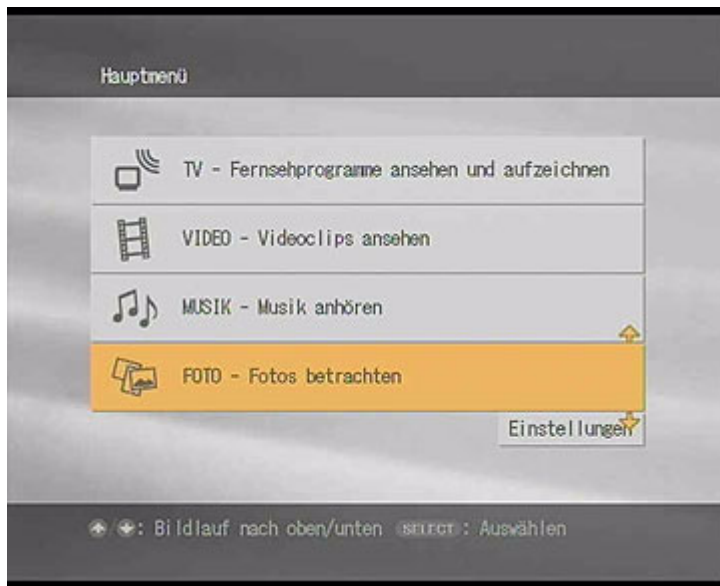 Hauptmenü
TV - Fernsehprogramme ansehen und aufzeichnen
VIDEO - Videoclips ansehen
MUSIK - Musik anhören
FOTO - Fotos betrachten
Einstellungen
: Bildlauf nach oben/unten SELECT : Auswählen